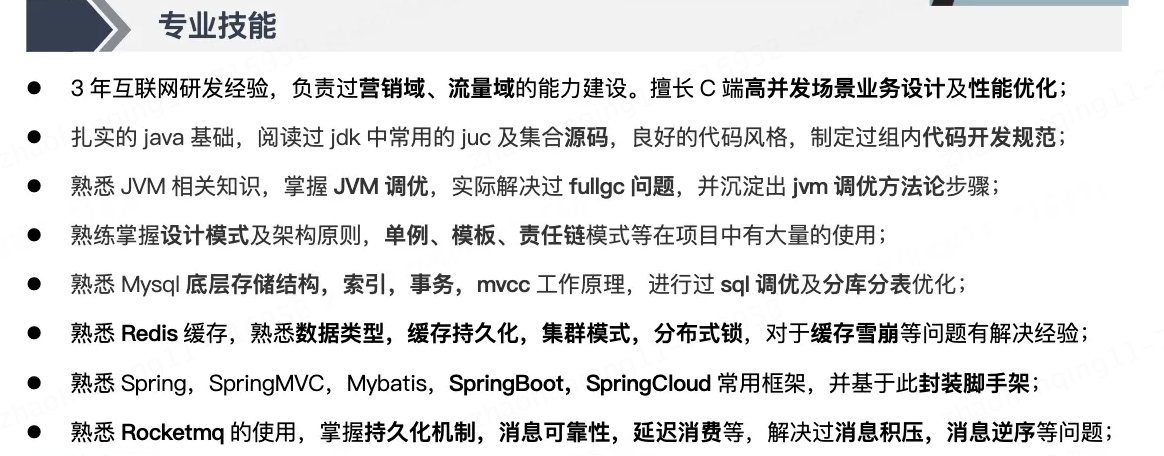 专业技能
● 3 年互联网研发经验，负责过营销域、流量域的能力建设。擅长 C 端高并发场景业务设计及性能优化；
● 扎实的 java 基础，阅读过 jdk 中常用的 juc 及集合源码，良好的代码风格，制定过组内代码开发规范；
● 熟悉 JVM 相关知识，掌握 JVM 调优，实际解决过 fullgc 问题，并沉淀出 jvm 调优方法论步骤；
● 熟练掌握设计模式及架构原则，单例、模板、责任链模式等在项目中有大量的使用；
● 熟悉 Mysql 底层存储结构，索引，事务，mvcc 工作原理，进行过 sql 调优及分库分表优化；
● 熟悉 Redis 缓存，熟悉数据类型，缓存持久化，集群模式，分布式锁，对于缓存雪崩等问题有解决经验；
● 熟悉 Spring，SpringMVC，Mybatis，SpringBoot，SpringCloud 常用框架，并基于此封装脚手架；
● 熟悉 Rocketmq 的使用，掌握持久化机制，消息可靠性，延迟消费等，解决过消息积压，消息逆序等问题；